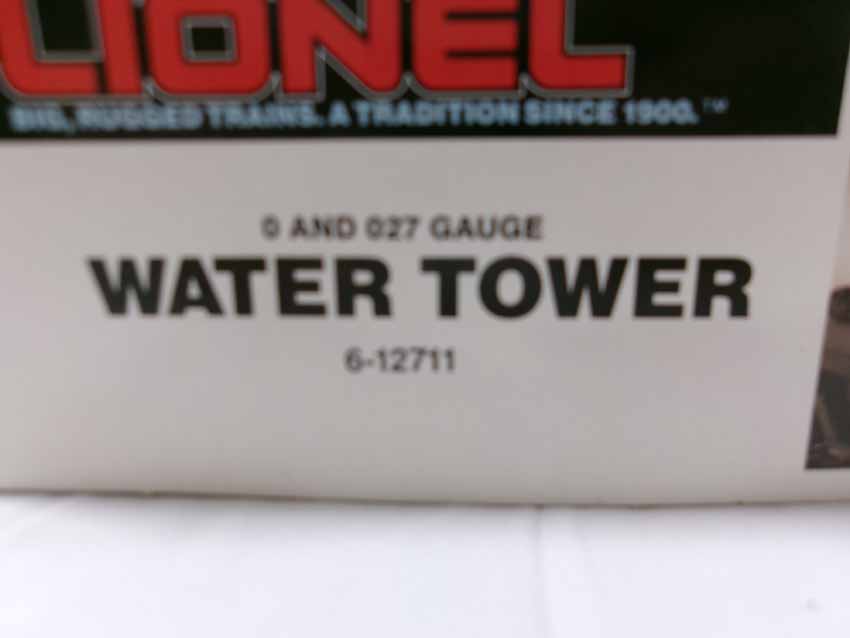 LIONEL
BIG, RUGGED TRAINS. A TRADITION SINCE 1900.™
0 AND 027 GAUGE
WATER TOWER
6-12711